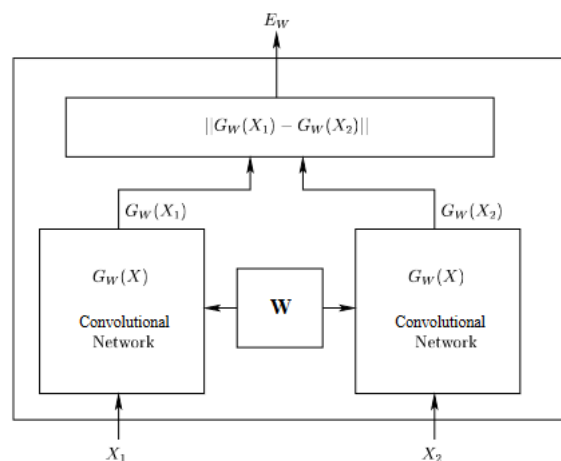 E_W
||G_W(X_1) − G_W(X_2)||
G_W(X_1)
G_W(X_2)
G_W(X)
Convolutional
Network
W
G_W(X)
Convolutional
Network
X_1
X_2